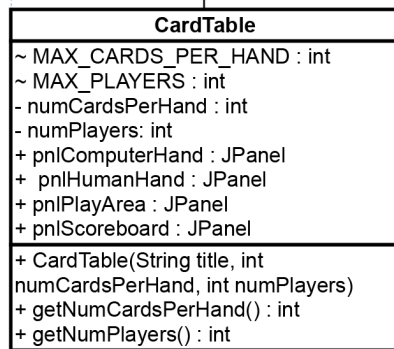 CardTable
~ MAX_CARDS_PER_HAND : int
~ MAX_PLAYERS : int
- numCardsPerHand : int
- numPlayers: int
+ pnlComputerHand : JPanel
+ pnlHumanHand : JPanel
+ pnlPlayArea : JPanel
+ pnlScoreboard : JPanel
+ CardTable(String title, int
numCardsPerHand, int numPlayers)
+ getNumCardsPerHand() : int
+ getNumPlayers() : int